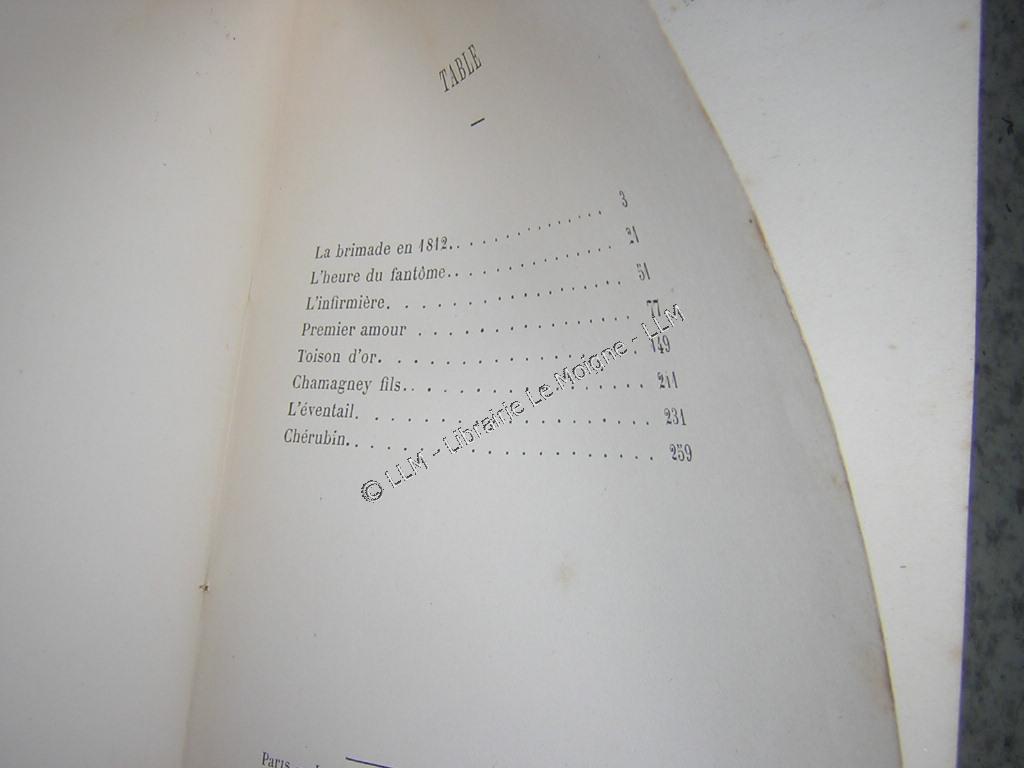 TABLE
La brimade en 1812. . . . . . . . . . . . . . . 3
L'heure du fantôme. . . . . . . . . . . . . . . 21
L'infirmière. . . . . . . . . . . . . . . . . . 51
Premier amour . . . . . . . . . . . . . . . . . 77
Toison d'or. . . . . . . . . . . . . . . . . . 149
Chamagney fils. . . . . . . . . . . . . . . . . 211
L'éventail. . . . . . . . . . . . . . . . . . . 231
Chérubin. . . . . . . . . . . . . . . . . . . . 259
© LLM - Librairie Le Moigne - LLM
Paris